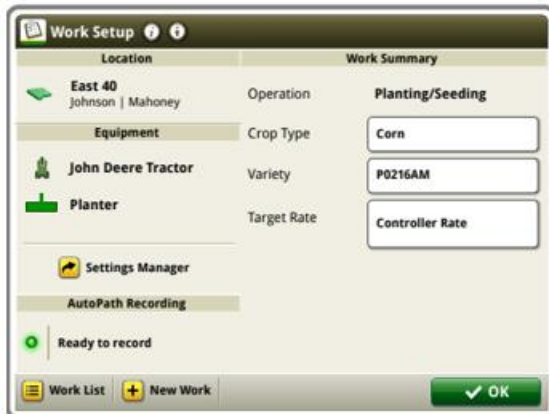 Work Setup
Location
East 40
Johnson | Mahoney
Equipment
John Deere Tractor
Planter
Settings Manager
AutoPath Recording
Ready to record
Work Summary
Operation Planting/Seeding
Crop Type Corn
Variety P0216AM
Target Rate Controller Rate
Work List New Work OK